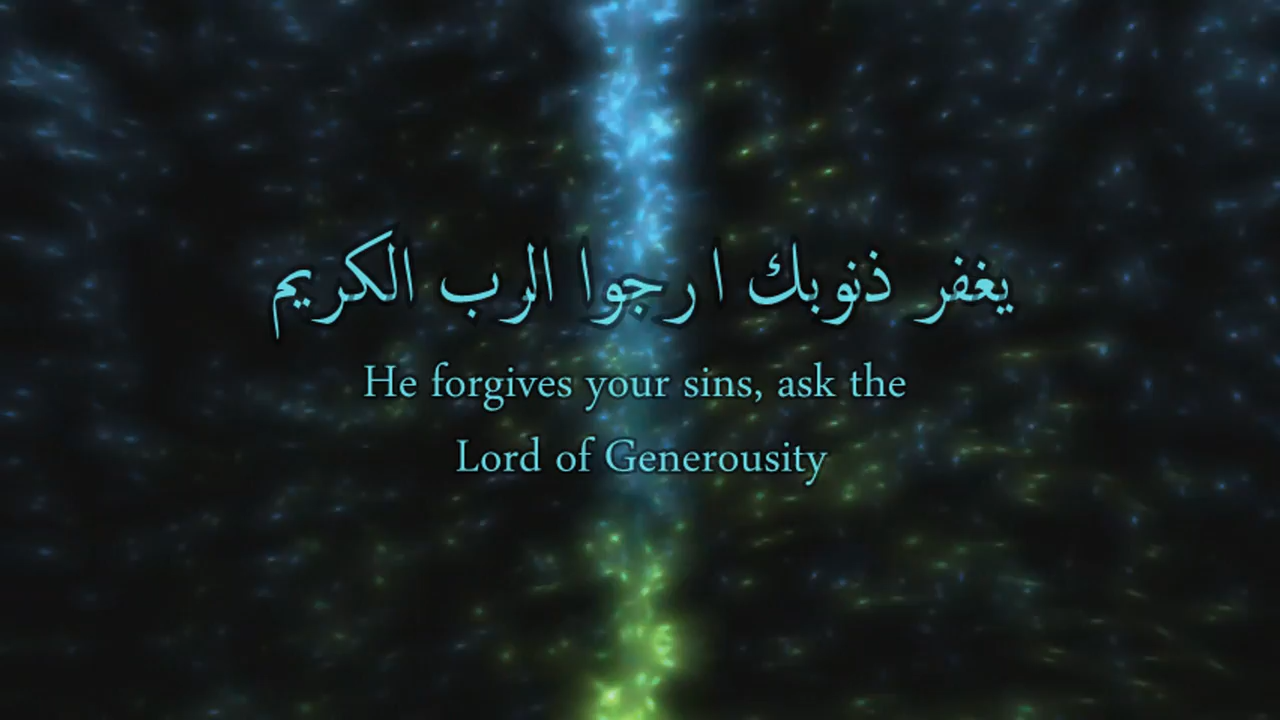 يغفر ذنوبك ارجوا الرب الكريم
He forgives your sins, ask the
Lord of Generousity